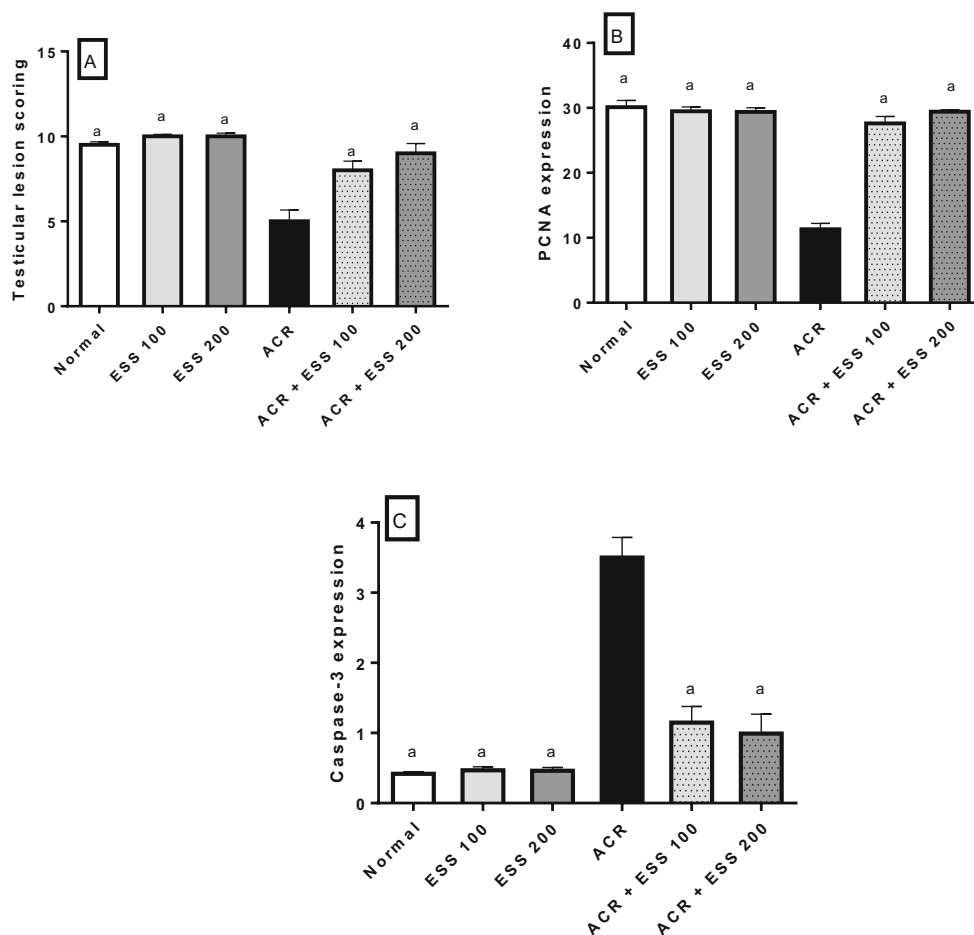 A
Testicular lesion scoring
15
10
5
0
a
a
a
a
a
Normal
ESS 100
ESS 200
ACR
ACR + ESS 100
ACR + ESS 200
B
PCNA expression
40
30
20
10
0
a
a
a
a
a
Normal
ESS 100
ESS 200
ACR
ACR + ESS 100
ACR + ESS 200
C
Caspase-3 expression
4
3
2
1
0
a
a
a
a
a
Normal
ESS 100
ESS 200
ACR
ACR + ESS 100
ACR + ESS 200